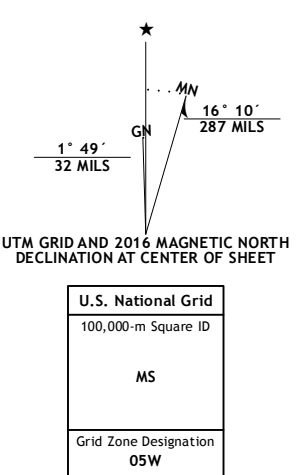 ★
MN
GN
16° 10´
287 MILS
1° 49´
32 MILS
UTM GRID AND 2016 MAGNETIC NORTH
DECLINATION AT CENTER OF SHEET
U.S. National Grid
100,000-m Square ID
MS
Grid Zone Designation
05W